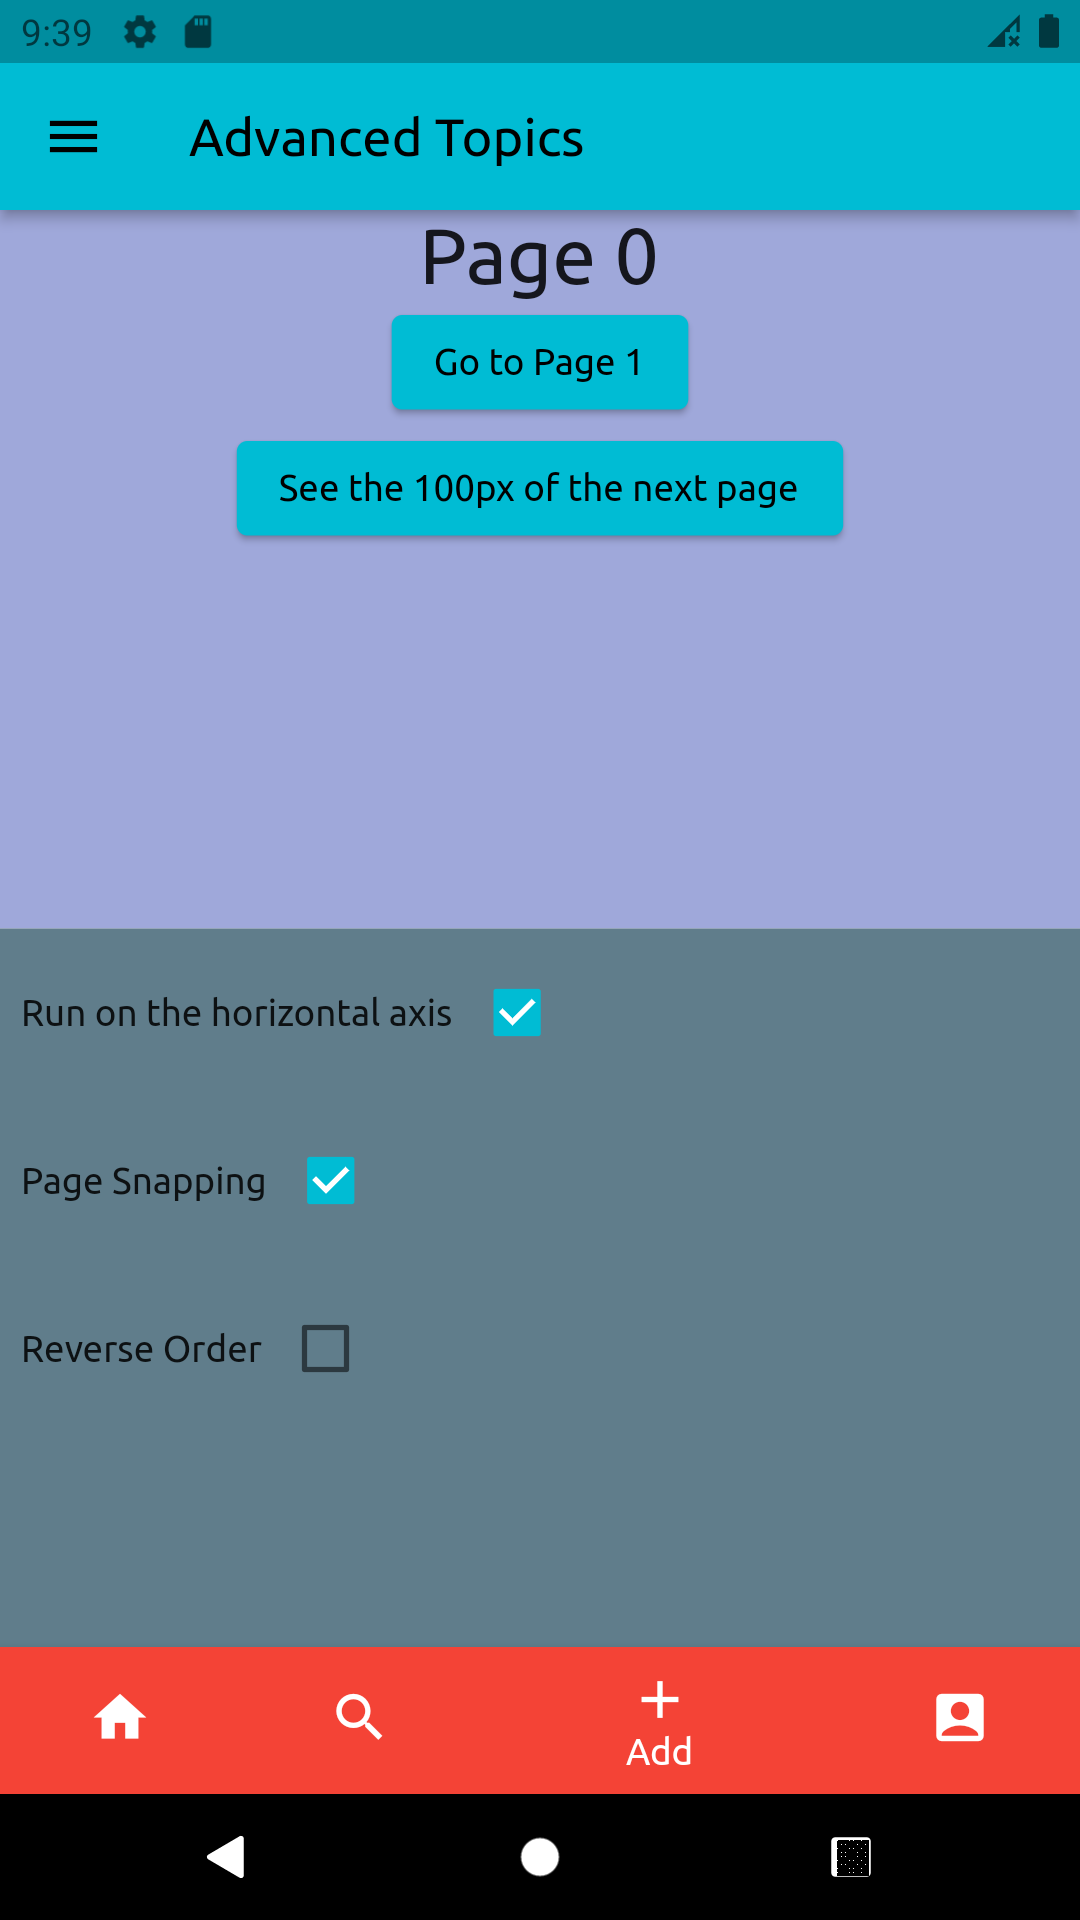 9:39
Advanced Topics
Page 0
Go to Page 1
See the 100px of the next page
Run on the horizontal axis
Page Snapping
Reverse Order
Add